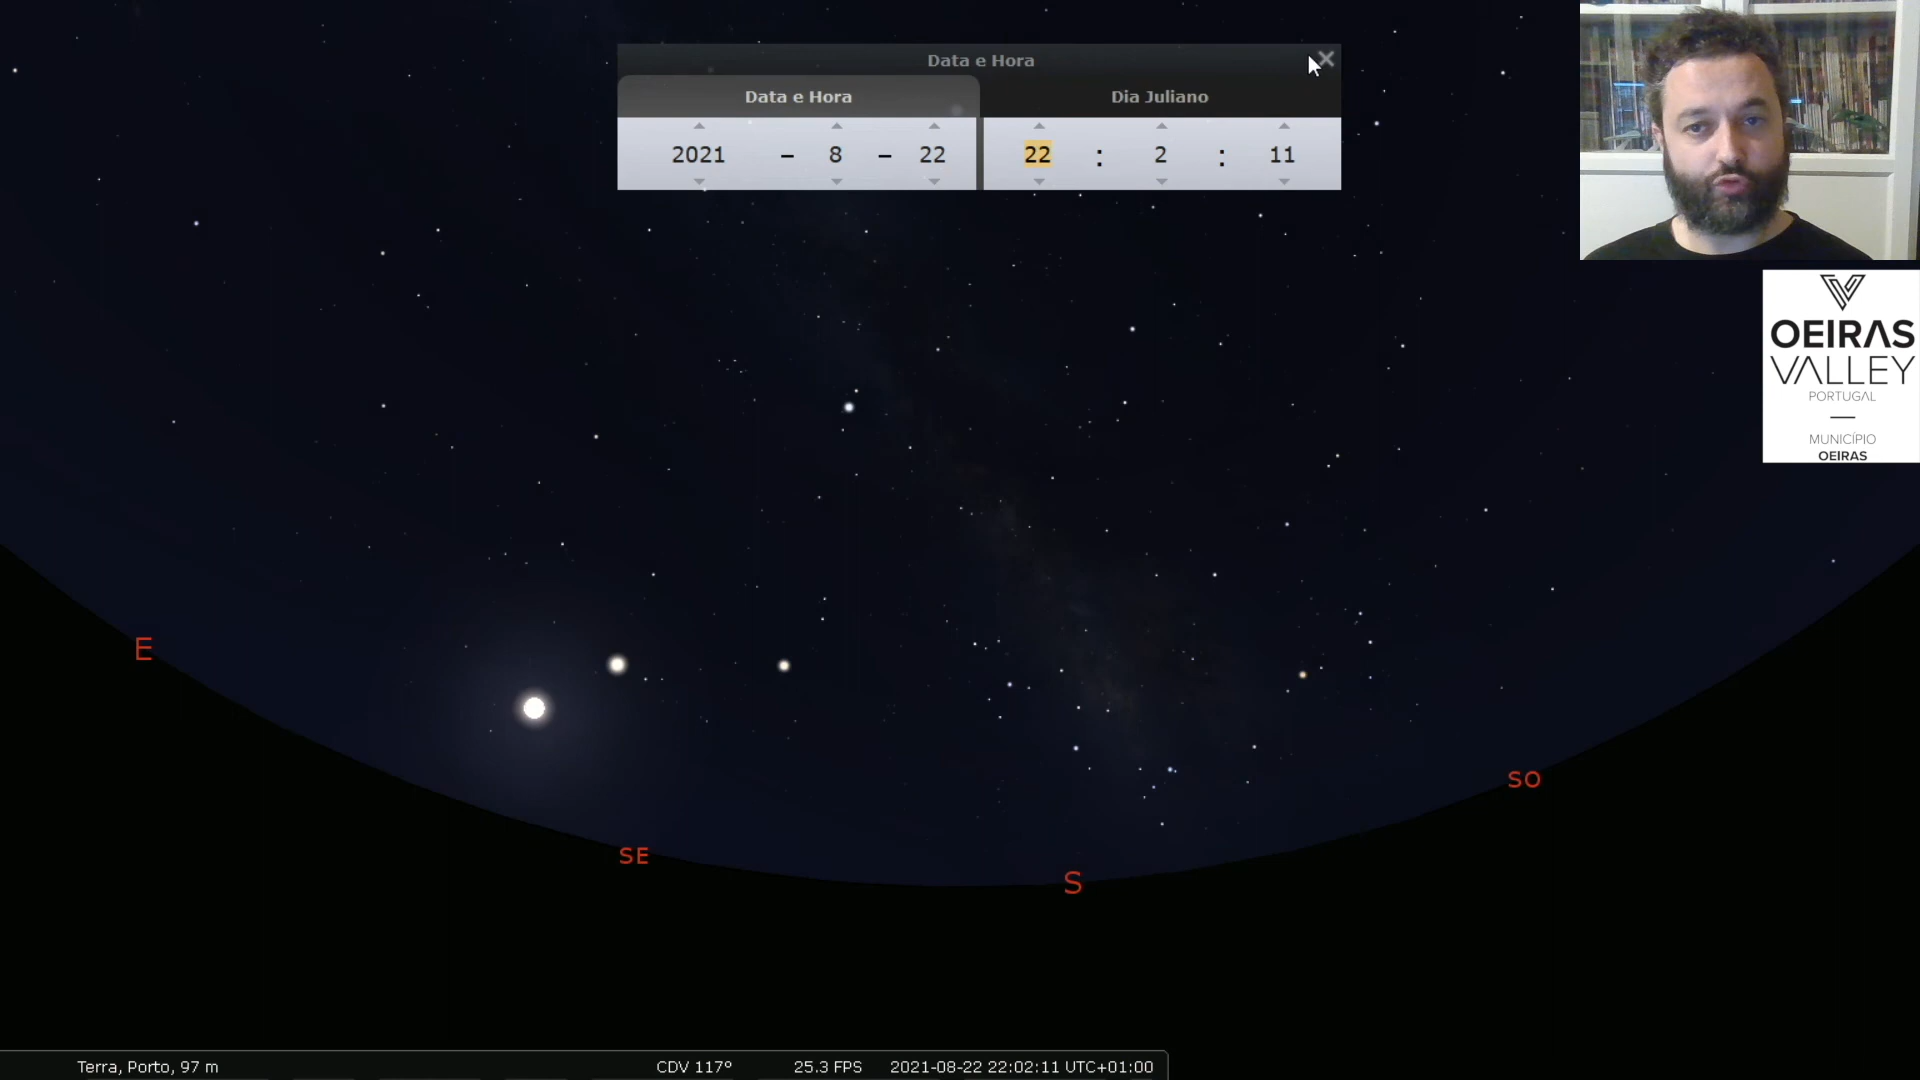 Data e Hora
Data e Hora
Dia Juliano
2021 - 8 - 22
22 : 2 : 11
OEIRAS
VALLEY
PORTUGAL
MUNICÍPIO
OEIRAS
E
SE
S
SO
Terra, Porto, 97 m
CDV 117°
25.3 FPS
2021-08-22 22:02:11 UTC+01:00